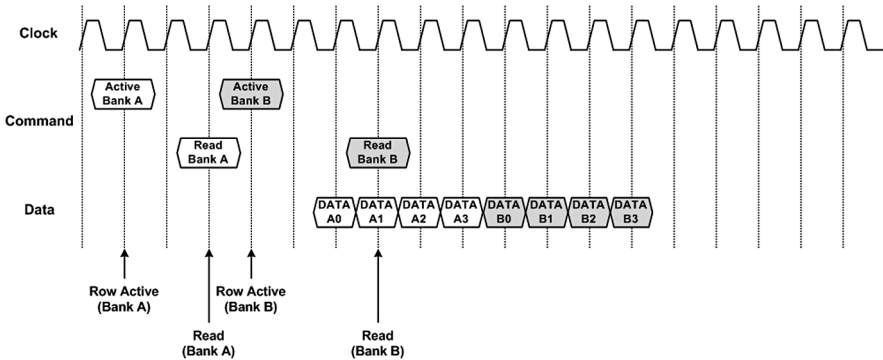 Clock
Active
Bank A
Active
Bank B
Command
Read
Bank A
Read
Bank B
Data
DATA
A0
DATA
A1
DATA
A2
DATA
A3
DATA
B0
DATA
B1
DATA
B2
DATA
B3
Row Active
(Bank A)
Row Active
(Bank B)
Read
(Bank A)
Read
(Bank B)